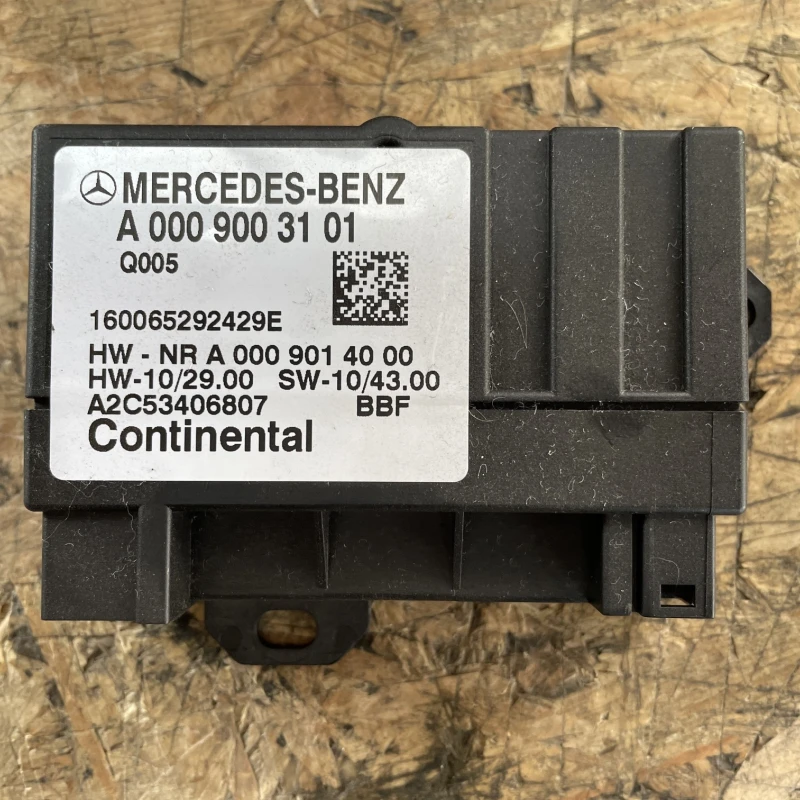 MERCEDES-BENZ
A 000 900 31 01
Q005
160065292429E
HW - NR A 000 901 40 00
HW-10/29.00 SW-10/43.00
A2C53406807 BBF
Continental